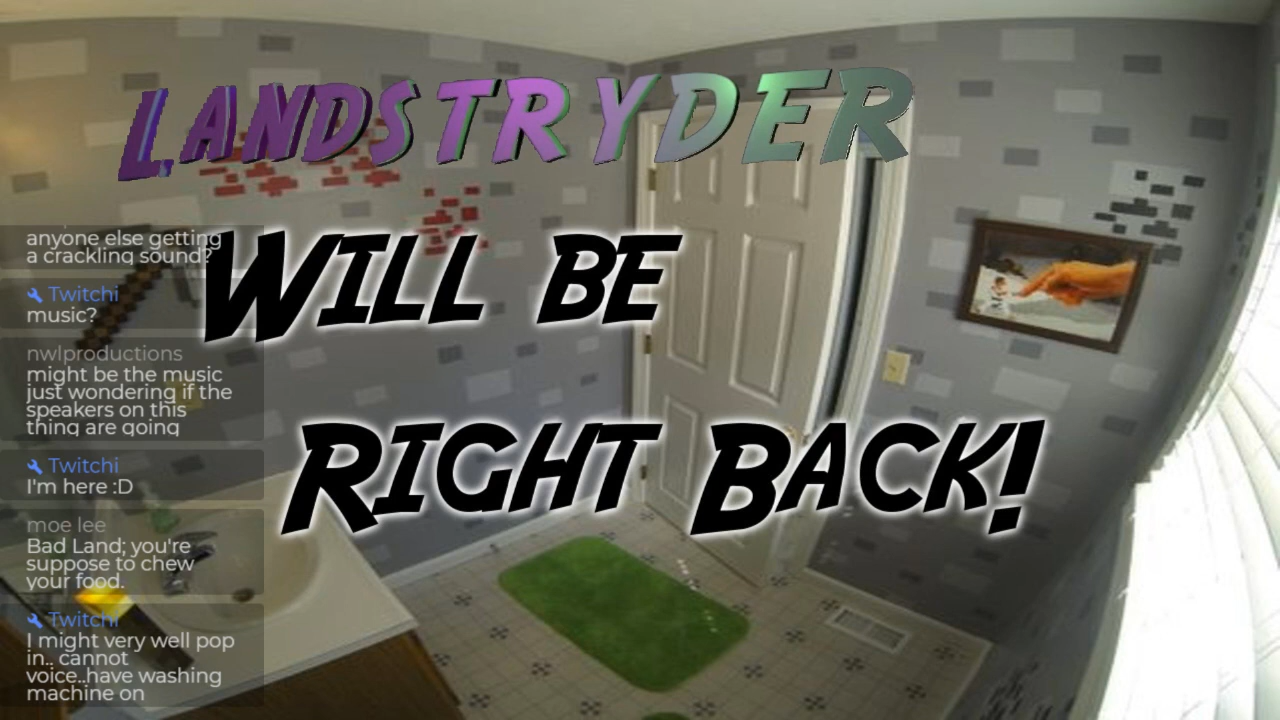 LANDSTRYDER
WILL BE
RIGHT BACK!
anyone else getting
a crackling sound?
Twitchi
music?
nwlproductions
might be the music
just wondering if the
speakers on this
thing are going
Twitchi
I'm here :D
moe lee
Bad Land; you're
suppose to chew
your food.
Twitchi
I might very well pop
in.. cannot
voice..have washing
machine on